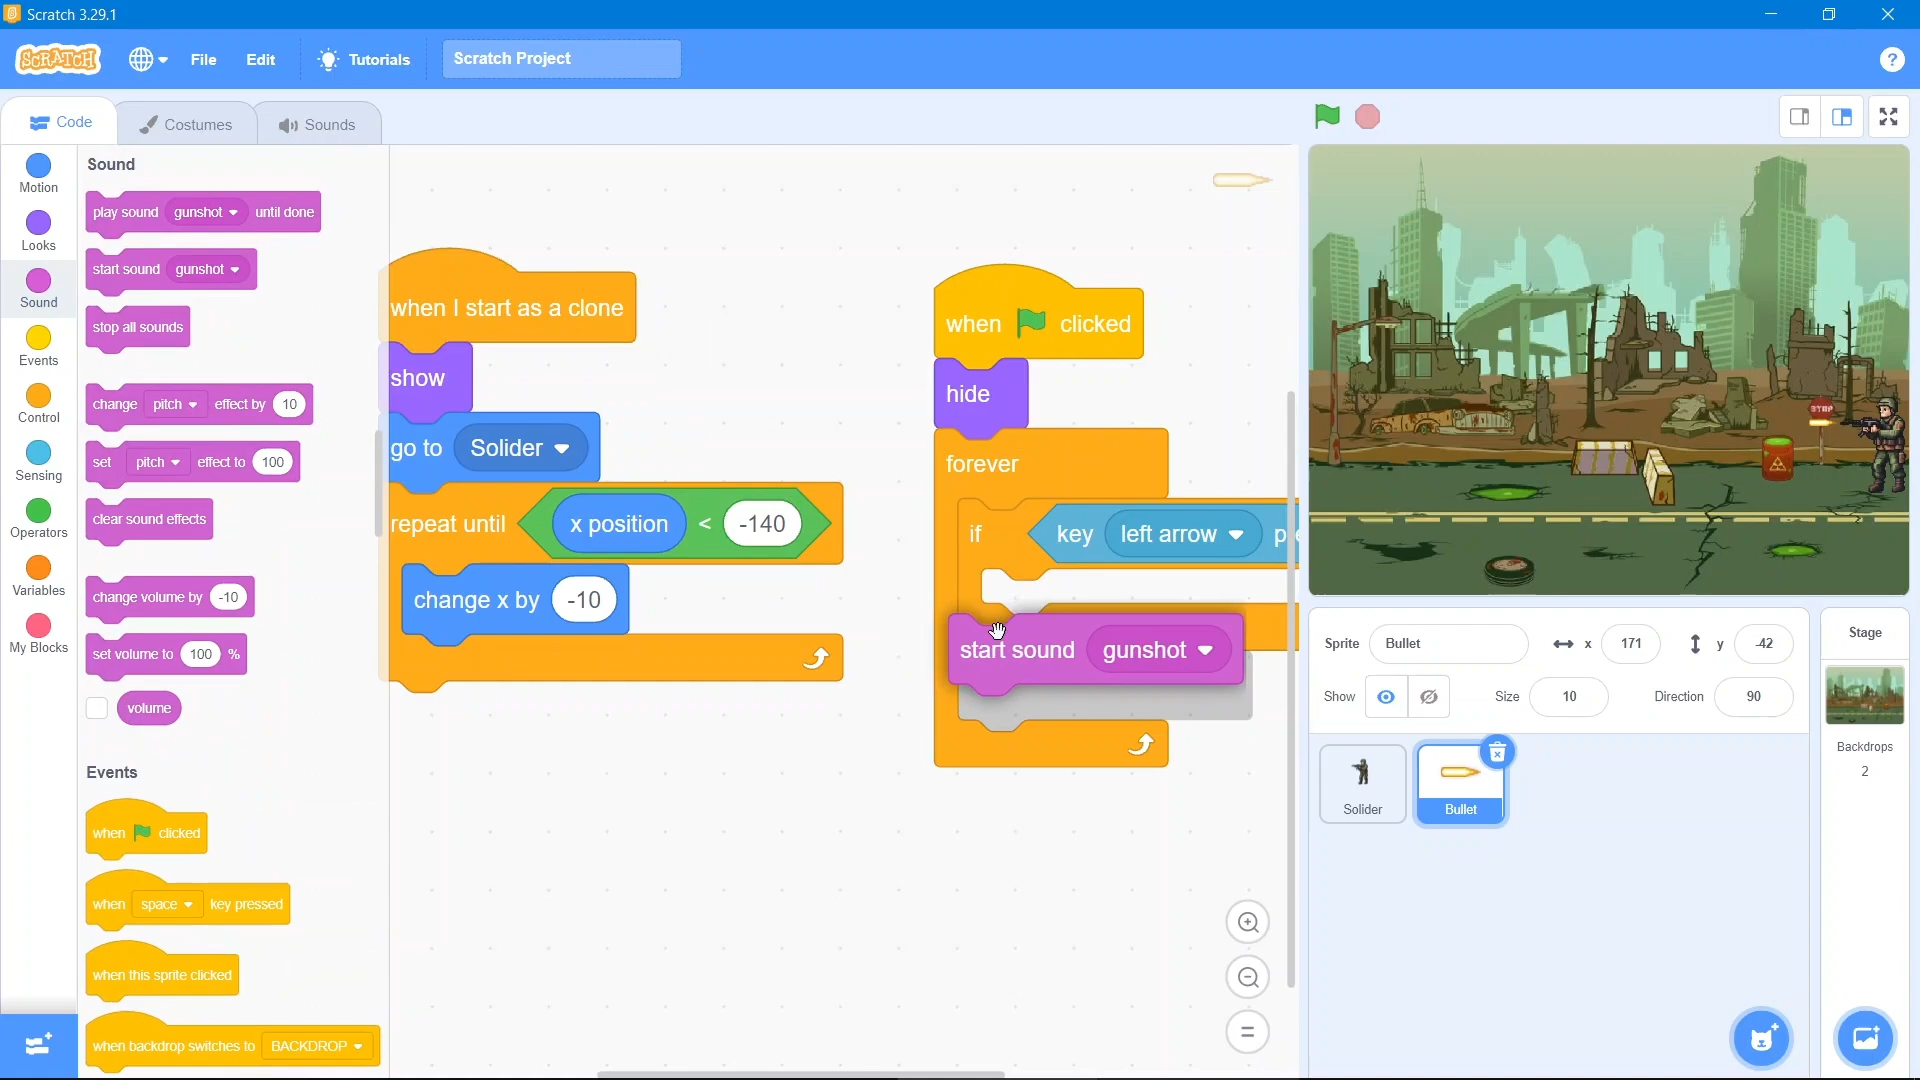 Scratch 3.29.1
SCRATCH
File
Edit
Tutorials
Scratch Project
?
Code
Costumes
Sounds
Motion
Looks
Sound
Events
Control
Sensing
Operators
Variables
My Blocks
Sound
play sound gunshot until done
start sound gunshot
stop all sounds
change pitch effect by 10
set pitch effect to 100
clear sound effects
change volume by -10
set volume to 100 %
volume
Events
when clicked
when space key pressed
when this sprite clicked
when backdrop switches to BACKDROP
when I start as a clone
show
go to Solider
repeat until x position < -140
change x by -10
when clicked
hide
forever
if key left arrow
start sound gunshot
STOP
Sprite Bullet x 171 y -42
Show Size 10 Direction 90
Solider
Bullet
Stage
Backdrops
2